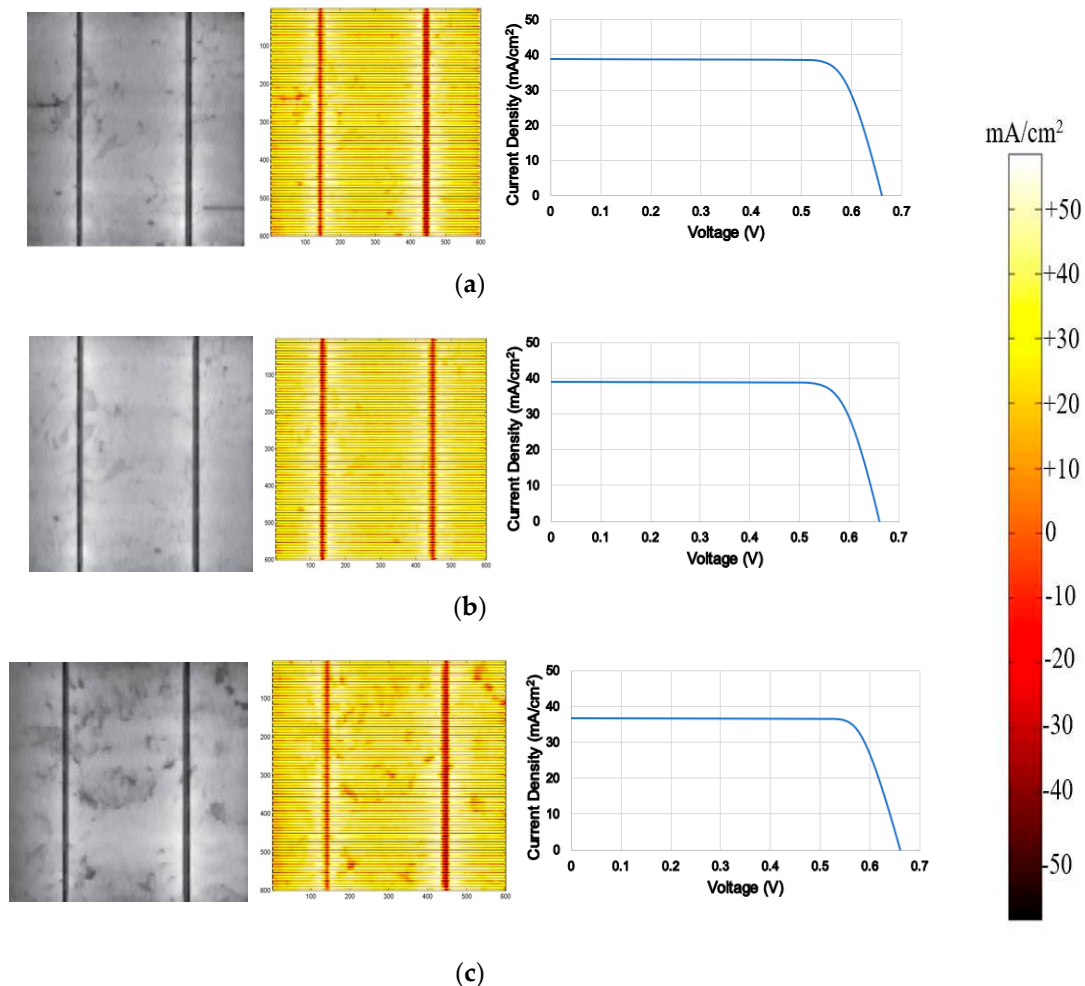 100
200
300
400
500
600
100 200 300 400 500 600
50
40
30
20
10
0
0 0.1 0.2 0.3 0.4 0.5 0.6 0.7
Current Density (mA/cm²)
Voltage (V)
(a)
100
200
300
400
500
600
100 200 300 400 500 600
50
40
30
20
10
0
0 0.1 0.2 0.3 0.4 0.5 0.6 0.7
Current Density (mA/cm²)
Voltage (V)
(b)
100
200
300
400
500
600
100 200 300 400 500 600
50
40
30
20
10
0
0 0.1 0.2 0.3 0.4 0.5 0.6 0.7
Current Density (mA/cm²)
Voltage (V)
(c)
mA/cm²
+50
+40
+30
+20
+10
0
-10
-20
-30
-40
-50